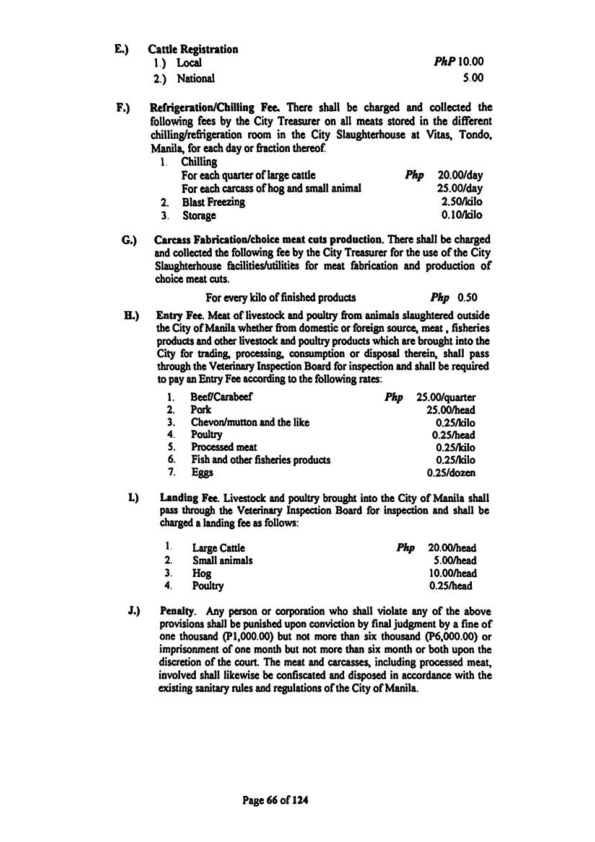 E.) Cattle Registration
1.) Local PhP 10.00
2.) National 5.00
F.) Refrigeration/Chilling Fee. There shall be charged and collected the
following fees by the City Treasurer on all meats stored in the different
chilling/refrigeration room in the City Slaughterhouse at Vitas, Tondo,
Manila, for each day or fraction thereof.
1. Chilling
For each quarter of large cattle Php 20.00/day
For each carcass of hog and small animal 25.00/day
2. Blast Freezing 2.50/kilo
3. Storage 0.10/kilo
G.) Carcass Fabrication/choice meat cuts production. There shall be charged
and collected the following fee by the City Treasurer for the use of the City
Slaughterhouse facilities/utilities for meat fabrication and production of
choice meat cuts.
For every kilo of finished products Php 0.50
H.) Entry Fee. Meat of livestock and poultry from animals slaughtered outside
the City of Manila whether from domestic or foreign source, meat , fisheries
products and other livestock and poultry products which are brought into the
City for trading, processing, consumption or disposal therein, shall pass
through the Veterinary Inspection Board for inspection and shall be required
to pay an Entry Fee according to the following rates:
1. Beef/Carabeef Php 25.00/quarter
2. Pork 25.00/head
3. Chevon/mutton and the like 0.25/kilo
4. Poultry 0.25/head
5. Processed meat 0.25/kilo
6. Fish and other fisheries products 0.25/kilo
7. Eggs 0.25/dozen
I.) Landing Fee. Livestock and poultry brought into the City of Manila shall
pass through the Veterinary Inspection Board for inspection and shall be
charged a landing fee as follows:
1. Large Cattle Php 20.00/head
2. Small animals 5.00/head
3. Hog 10.00/head
4. Poultry 0.25/head
J.) Penalty. Any person or corporation who shall violate any of the above
provisions shall be punished upon conviction by final judgment by a fine of
one thousand (P1,000.00) but not more than six thousand (P6,000.00) or
imprisonment of one month but not more than six month or both upon the
discretion of the court. The meat and carcasses, including processed meat,
involved shall likewise be confiscated and disposed in accordance with the
existing sanitary rules and regulations of the City of Manila.
Page 66 of 124